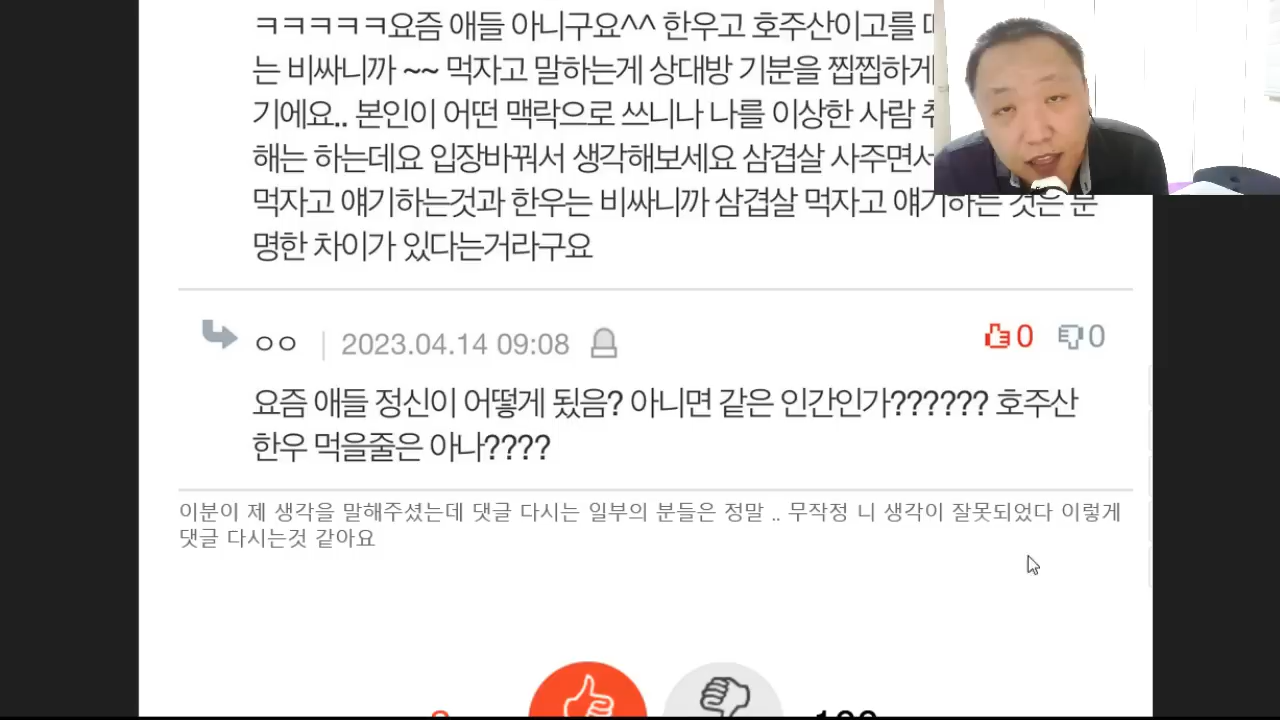 ㅋㅋㅋㅋㅋ요즘 애들 아니구요^^ 한우고 호주산이고를
는 비싸니까 ~~ 먹자고 말하는게 상대방 기분을 찝찝하게
기에요.. 본인이 어떤 맥락으로 쓰니나 나를 이상한 사람
해는 하는데요 입장바꿔서 생각해보세요 삼겹살 사주면서
먹자고 얘기하는것과 한우는 비싸니까 삼겹살 먹자고 얘기하는 것은 분
명한 차이가 있다는거라구요
ㅇㅇ | 2023.04.14 09:08
0 0
요즘 애들 정신이 어떻게 됬음? 아니면 같은 인간인가?????? 호주산
한우 먹을줄은 아나????
이분이 제 생각을 말해주셨는데 댓글 다시는 일부의 분들은 정말 .. 무작정 니 생각이 잘못되었다 이렇게
댓글 다시는것 같아요